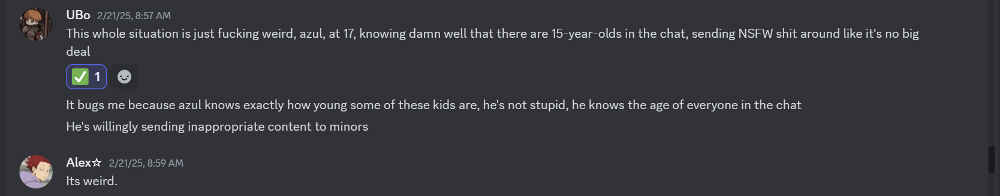 UBo 2/21/25, 8:57 AM
This whole situation is just fucking weird, azul, at 17, knowing damn well that there are 15-year-olds in the chat, sending NSFW shit around like it's no big
deal
1
It bugs me because azul knows exactly how young some of these kids are, he's not stupid, he knows the age of everyone in the chat
He's willingly sending inappropriate content to minors
Alex☆ 2/21/25, 8:59 AM
Its weird.